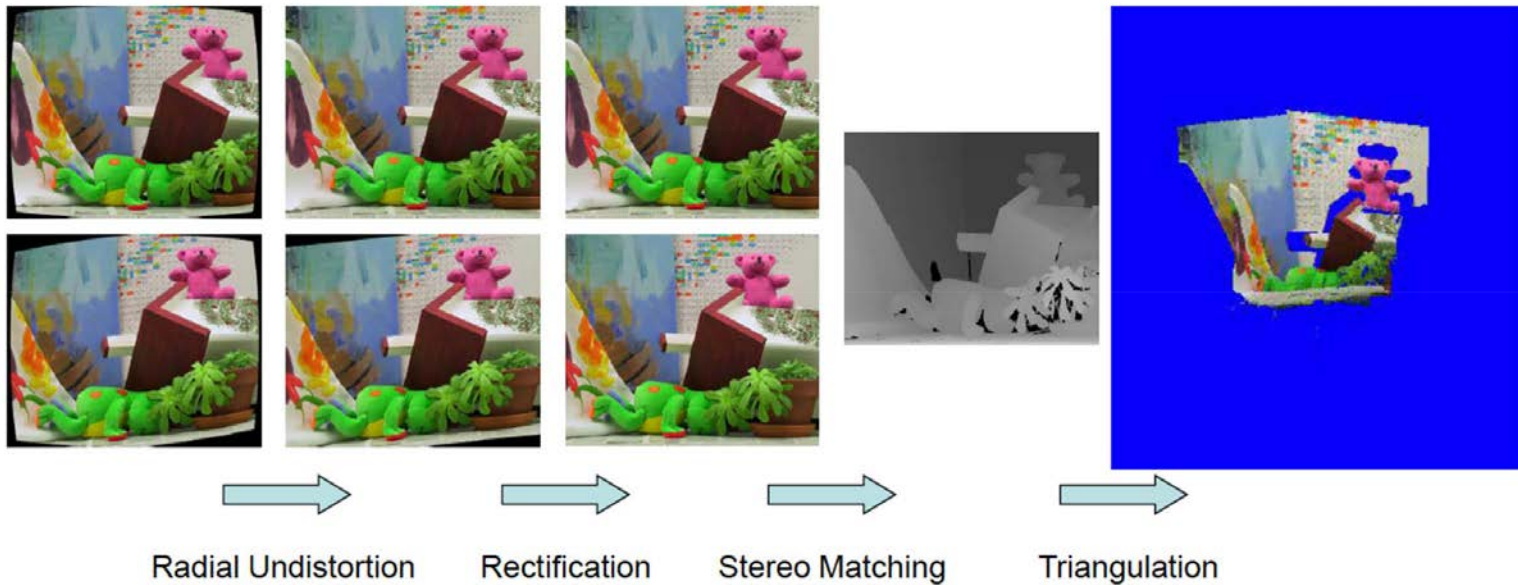 Radial Undistortion
Rectification
Stereo Matching
Triangulation